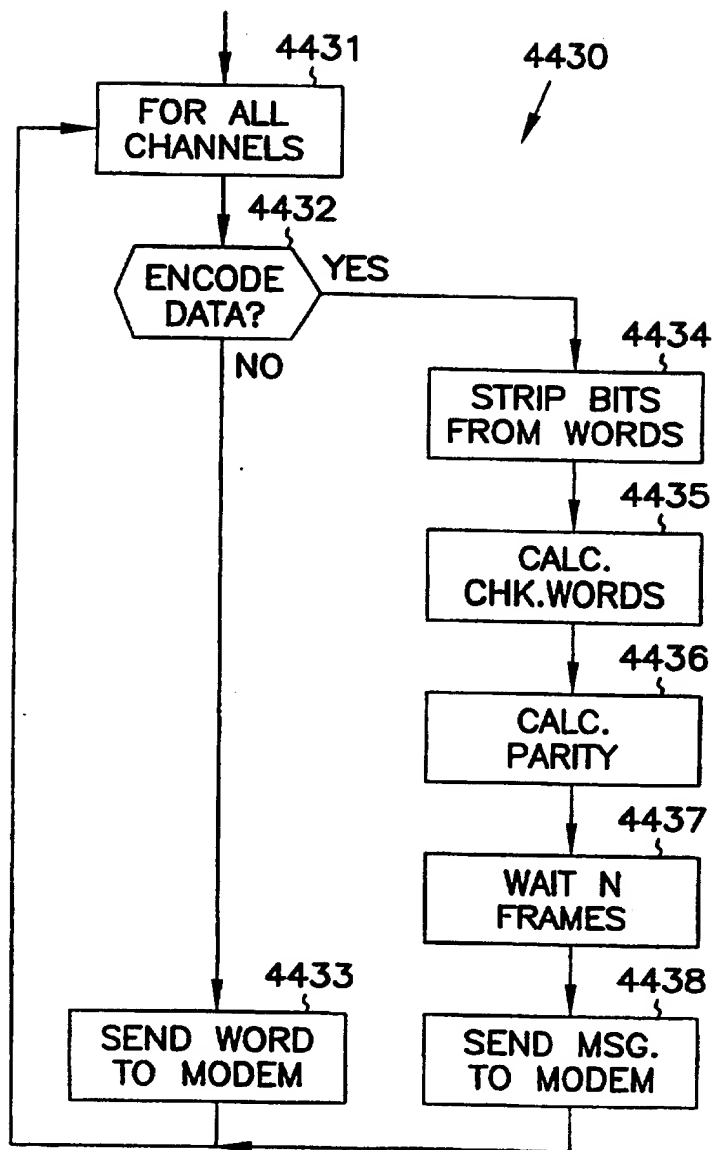 4431
4430
FOR ALL
CHANNELS
4432
ENCODE
DATA?
YES
NO
4434
STRIP BITS
FROM WORDS
4435
CALC.
CHK.WORDS
4436
CALC.
PARITY
4437
WAIT N
FRAMES
4433
SEND WORD
TO MODEM
4438
SEND MSG.
TO MODEM